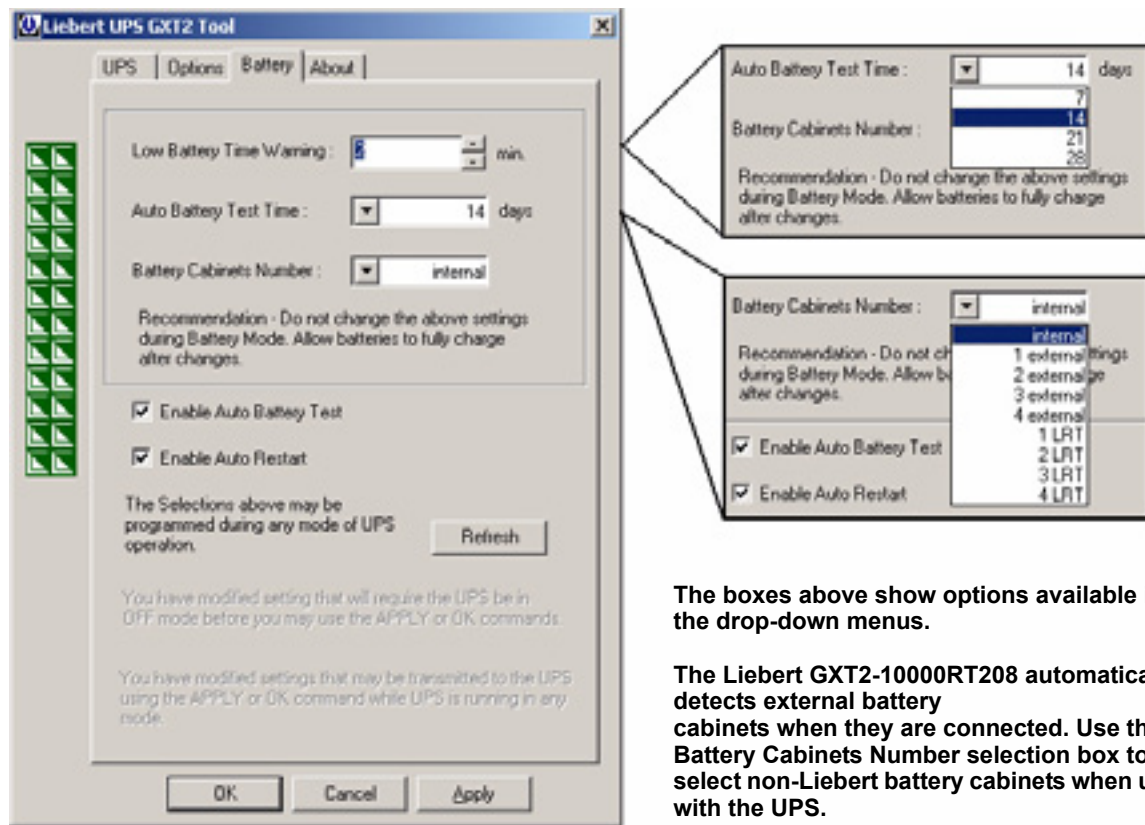 Liebert UPS GXT2 Tool
UPS Options Battery About
Low Battery Time Warning : 2 min.
Auto Battery Test Time : 14 days
Battery Cabinets Number : internal
Recommendation - Do not change the above settings
during Battery Mode. Allow batteries to fully charge
after changes.
Enable Auto Battery Test
Enable Auto Restart
The Selections above may be
programmed during any mode of UPS
operation.
Refresh
You have modified setting that will require the UPS be in
OFF mode before you may use the APPLY or OK commands.
You have modified settings that may be transmitted to the UPS
using the APPLY or OK command while UPS is running in any
mode.
OK Cancel Apply
Auto Battery Test Time : 14 days
7
14
Battery Cabinets Number :
21
28
Recommendation - Do not change the above settings
during Battery Mode. Allow batteries to fully charge
after changes.
Battery Cabinets Number : internal
internal
Recommendation - Do not ch 1 external ttings
during Battery Mode. Allow ba 2 external ge
after changes. 3 external
4 external
Enable Auto Battery Test 1 LRT
2 LRT
3 LRT
Enable Auto Restart 4 LRT
The boxes above show options available
the drop-down menus.
The Liebert GXT2-10000RT208 automatica
detects external battery
cabinets when they are connected. Use th
Battery Cabinets Number selection box to
select non-Liebert battery cabinets when u
with the UPS.